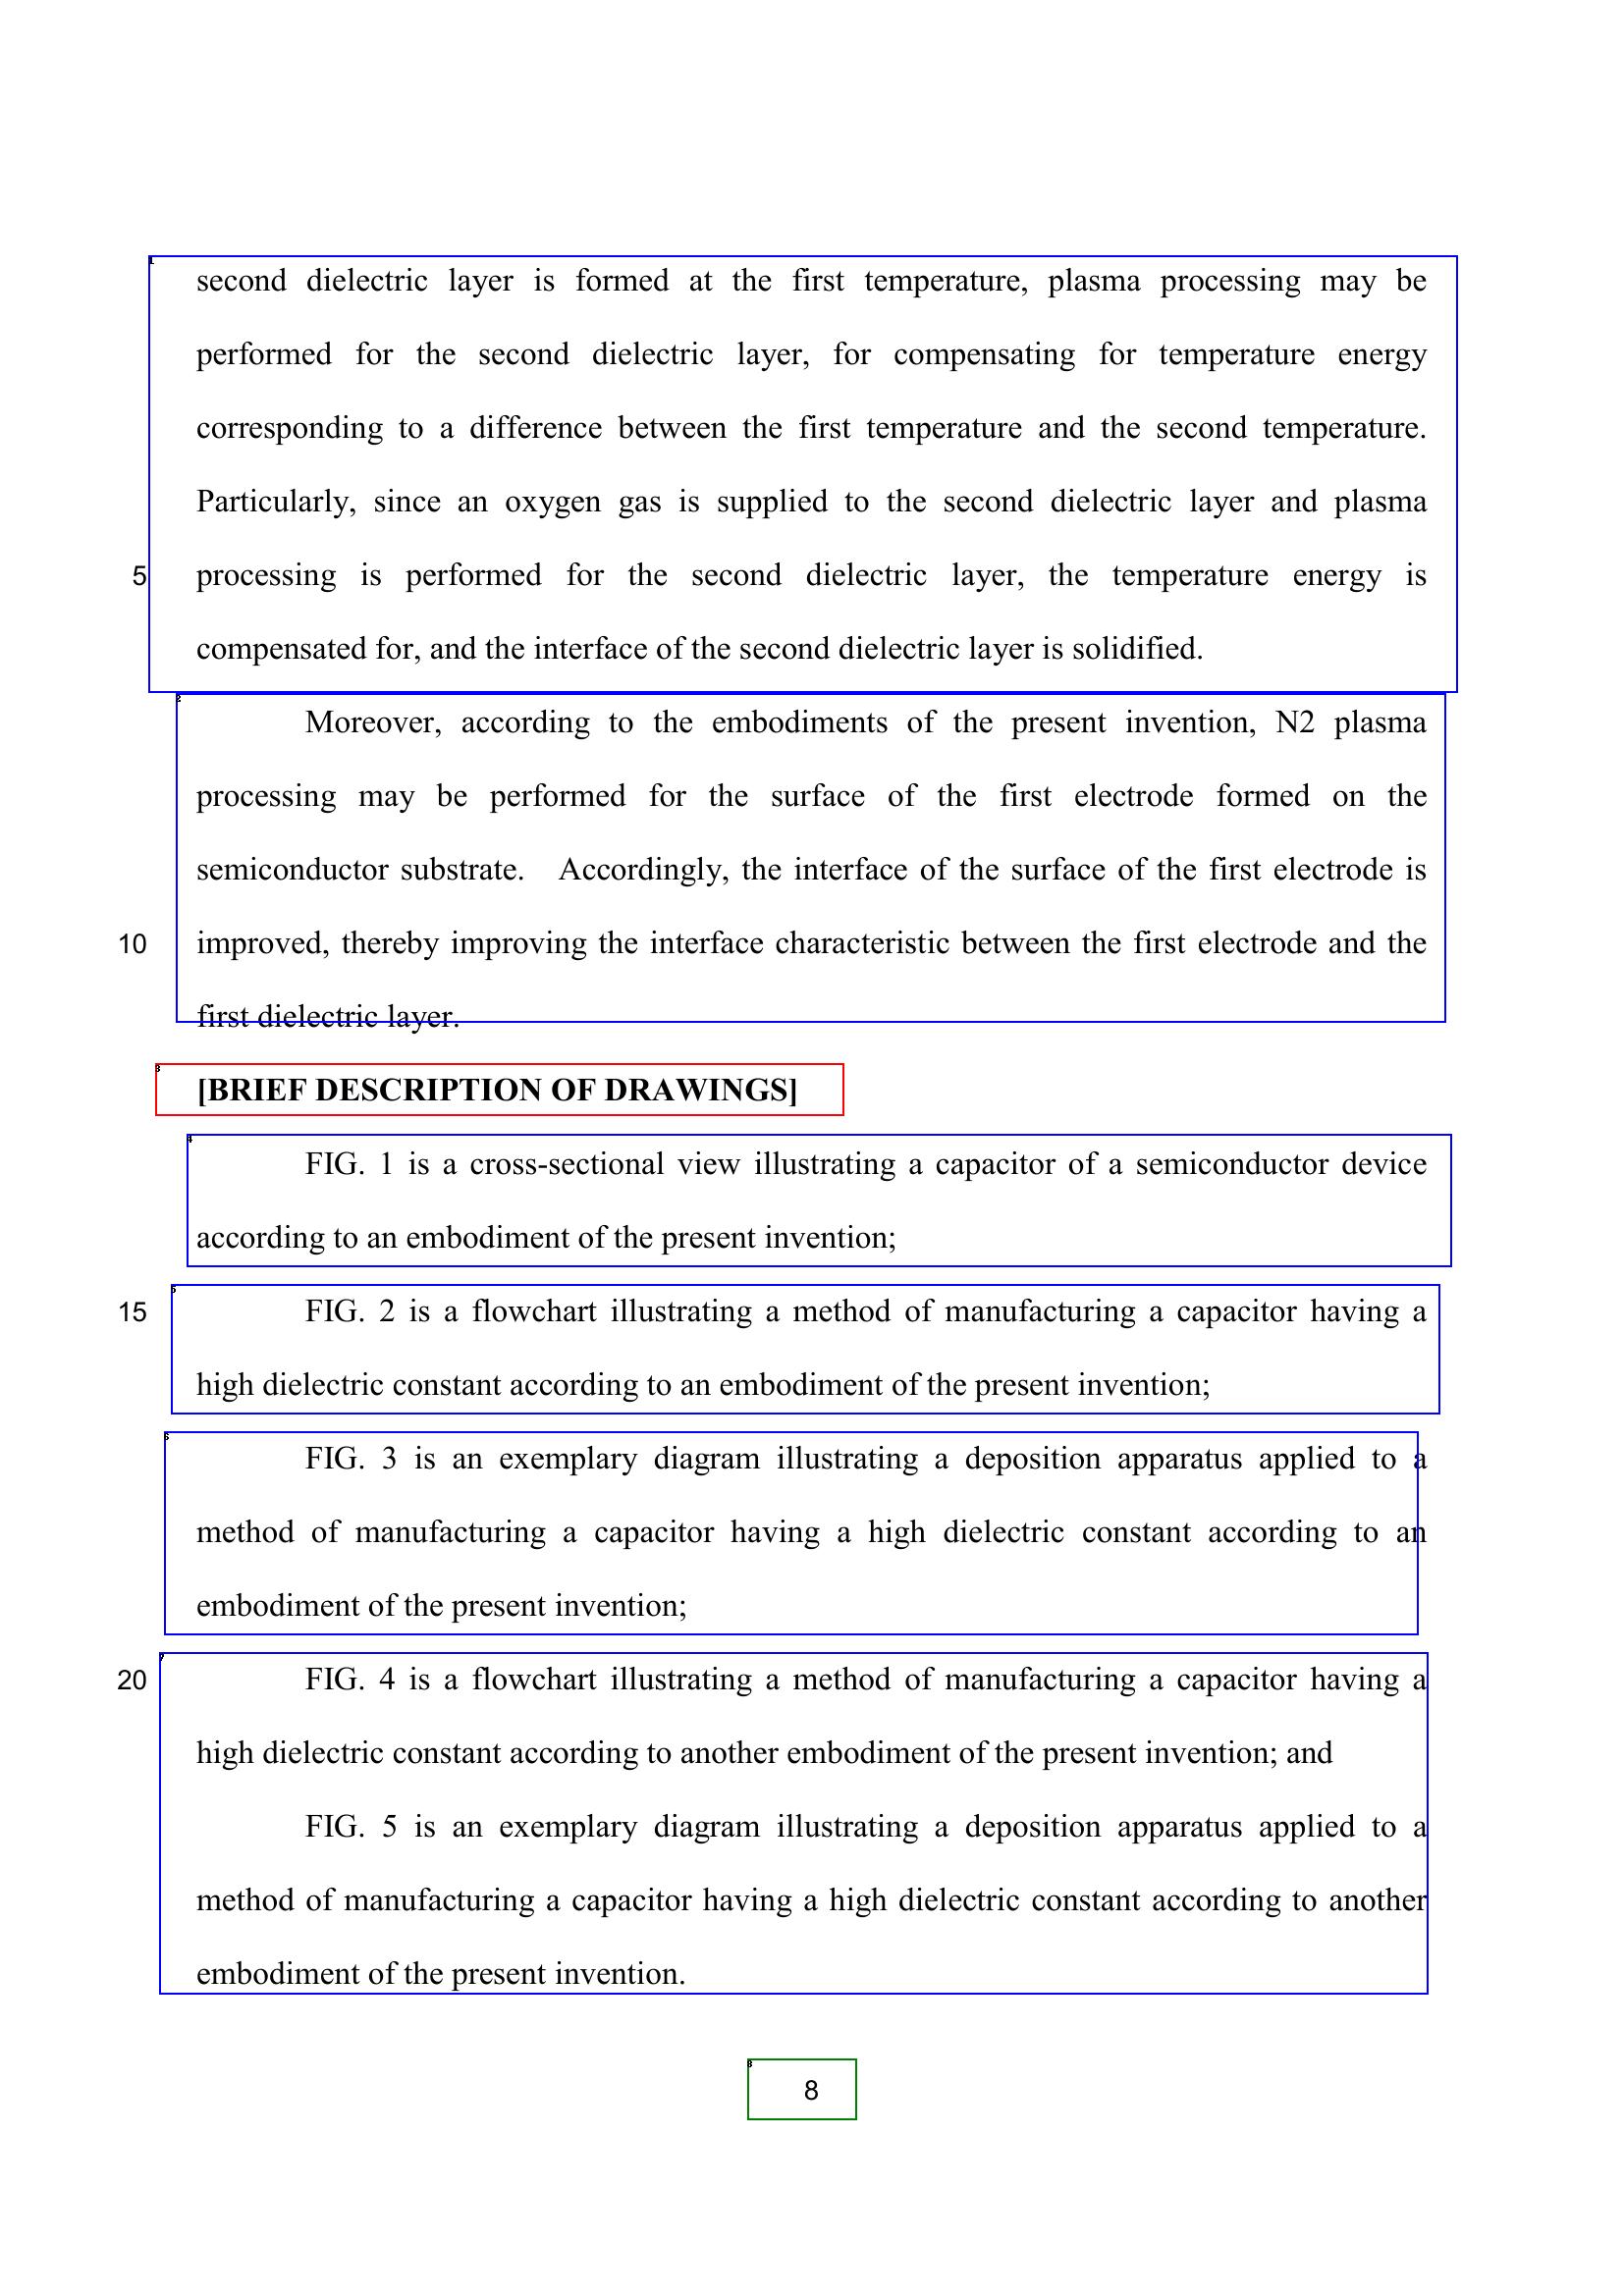 second dielectric layer is formed at the first temperature, plasma processing may be
performed for the second dielectric layer, for compensating for temperature energy
corresponding to a difference between the first temperature and the second temperature.
Particularly, since an oxygen gas is supplied to the second dielectric layer and plasma
5 processing is performed for the second dielectric layer, the temperature energy is
compensated for, and the interface of the second dielectric layer is solidified.
Moreover, according to the embodiments of the present invention, N2 plasma
processing may be performed for the surface of the first electrode formed on the
semiconductor substrate. Accordingly, the interface of the surface of the first electrode is
10 improved, thereby improving the interface characteristic between the first electrode and the
first dielectric layer.
[BRIEF DESCRIPTION OF DRAWINGS]
FIG. 1 is a cross-sectional view illustrating a capacitor of a semiconductor device
according to an embodiment of the present invention;
15 FIG. 2 is a flowchart illustrating a method of manufacturing a capacitor having a
high dielectric constant according to an embodiment of the present invention;
FIG. 3 is an exemplary diagram illustrating a deposition apparatus applied to a
method of manufacturing a capacitor having a high dielectric constant according to an
embodiment of the present invention;
20 FIG. 4 is a flowchart illustrating a method of manufacturing a capacitor having a
high dielectric constant according to another embodiment of the present invention; and
FIG. 5 is an exemplary diagram illustrating a deposition apparatus applied to a
method of manufacturing a capacitor having a high dielectric constant according to another
embodiment of the present invention.
8